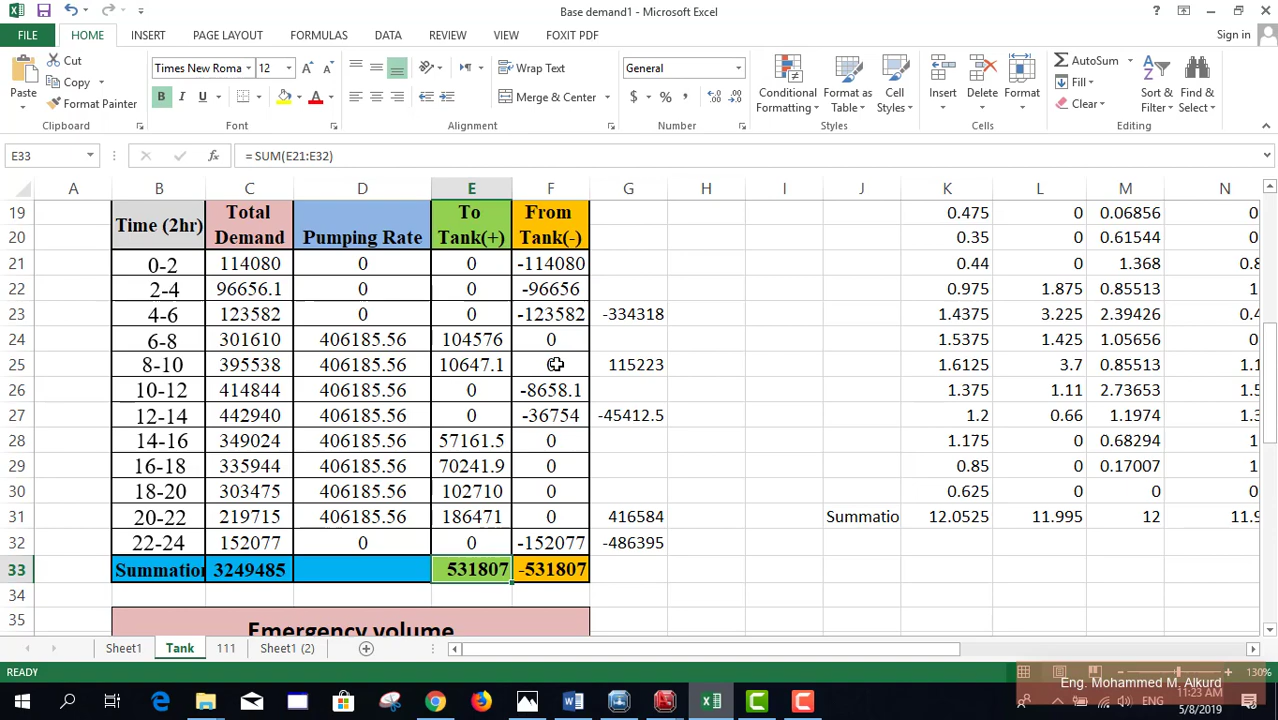 Base demand1 - Microsoft Excel
?
FILE
HOME
INSERT
PAGE LAYOUT
FORMULAS
DATA
REVIEW
VIEW
FOXIT PDF
Sign in
Paste
Cut
Copy
Format Painter
Clipboard
Times New Roma
12
A A
B I U A
Font
Wrap Text
Merge & Center
Alignment
General
$ % ,
Number
Conditional
Formatting
Format as
Table
Cell
Styles
Styles
Insert
Delete
Format
Cells
AutoSum
Fill
Clear
Sort &
Filter
Find &
Select
Editing
E33
fx
= SUM(E21:E32)
A B C D E F G H I J K L M N
19 Time (2hr) Total Pumping Rate To From 0.475 0 0.06856 0
20 Demand Tank(+) Tank(-) 0.35 0 0.61544 0
21 0-2 114080 0 0 -114080 0.44 0 1.368 0.8
22 2-4 96656.1 0 0 -96656 0.975 1.875 0.85513 1
23 4-6 123582 0 0 -123582 -334318 1.4375 3.225 2.39426 0.4
24 6-8 301610 406185.56 104576 0 1.5375 1.425 1.05656 0
25 8-10 395538 406185.56 10647.1 115223 1.6125 3.7 0.85513 1.1
26 10-12 414844 406185.56 0 -8658.1 1.375 1.11 2.73653 1.5
27 12-14 442940 406185.56 0 -36754 -45412.5 1.2 0.66 1.1974 1.3
28 14-16 349024 406185.56 57161.5 0 1.175 0 0.68294 1
29 16-18 335944 406185.56 70241.9 0 0.85 0 0.17007 1
30 18-20 303475 406185.56 102710 0 0.625 0 0 0
31 20-22 219715 406185.56 186471 0 416584 Summatio 12.0525 11.995 12 11.9
32 22-24 152077 0 0 -152077 -486395
33 Summation 3249485 531807 -531807
34
35 Emergency volume
Sheet1
Tank
111
Sheet1 (2)
READY
130%
Eng. Mohammed M. Alkurd
11:23 AM
5/8/2019